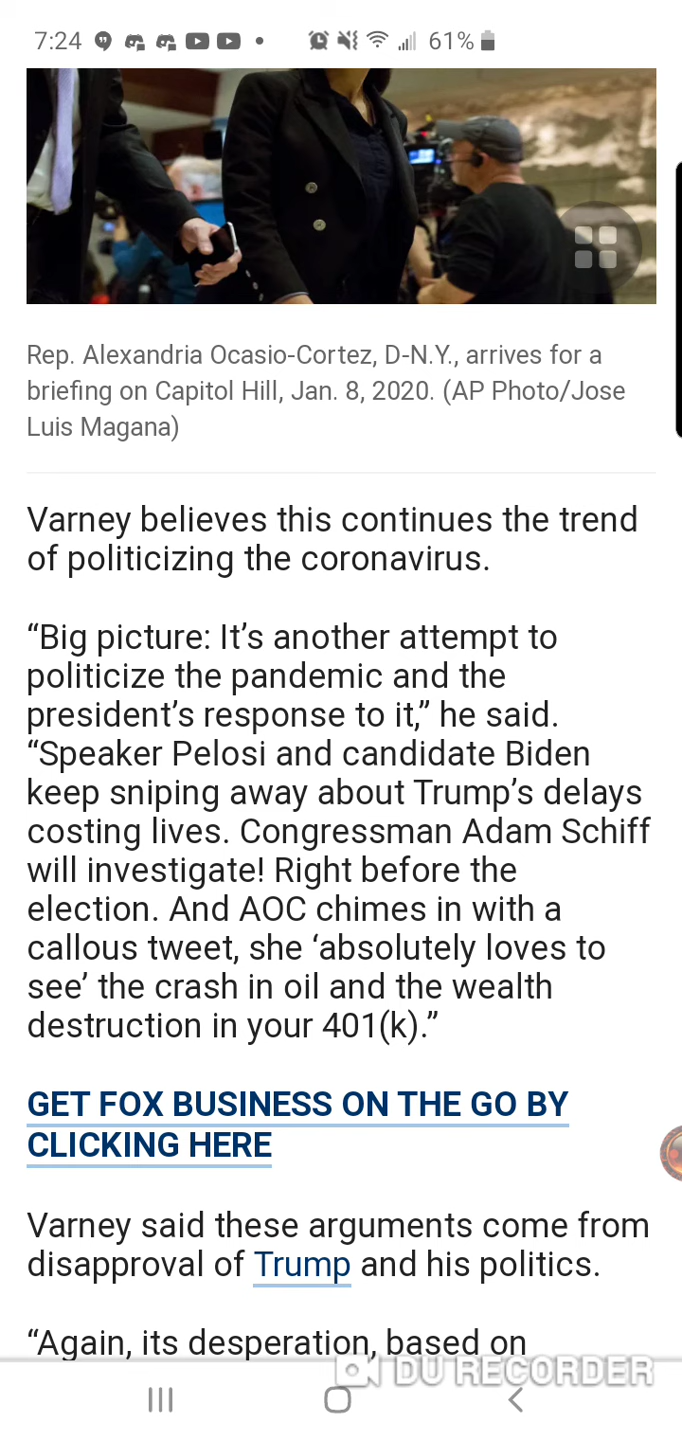 7:24
61%
Rep. Alexandria Ocasio-Cortez, D-N.Y., arrives for a
briefing on Capitol Hill, Jan. 8, 2020. (AP Photo/Jose
Luis Magana)
Varney believes this continues the trend
of politicizing the coronavirus.
“Big picture: It’s another attempt to
politicize the pandemic and the
president’s response to it,” he said.
“Speaker Pelosi and candidate Biden
keep sniping away about Trump’s delays
costing lives. Congressman Adam Schiff
will investigate! Right before the
election. And AOC chimes in with a
callous tweet, she ‘absolutely loves to
see’ the crash in oil and the wealth
destruction in your 401(k).”
GET FOX BUSINESS ON THE GO BY
CLICKING HERE
Varney said these arguments come from
disapproval of Trump and his politics.
“Again, its desperation, based on
DU RECORDER